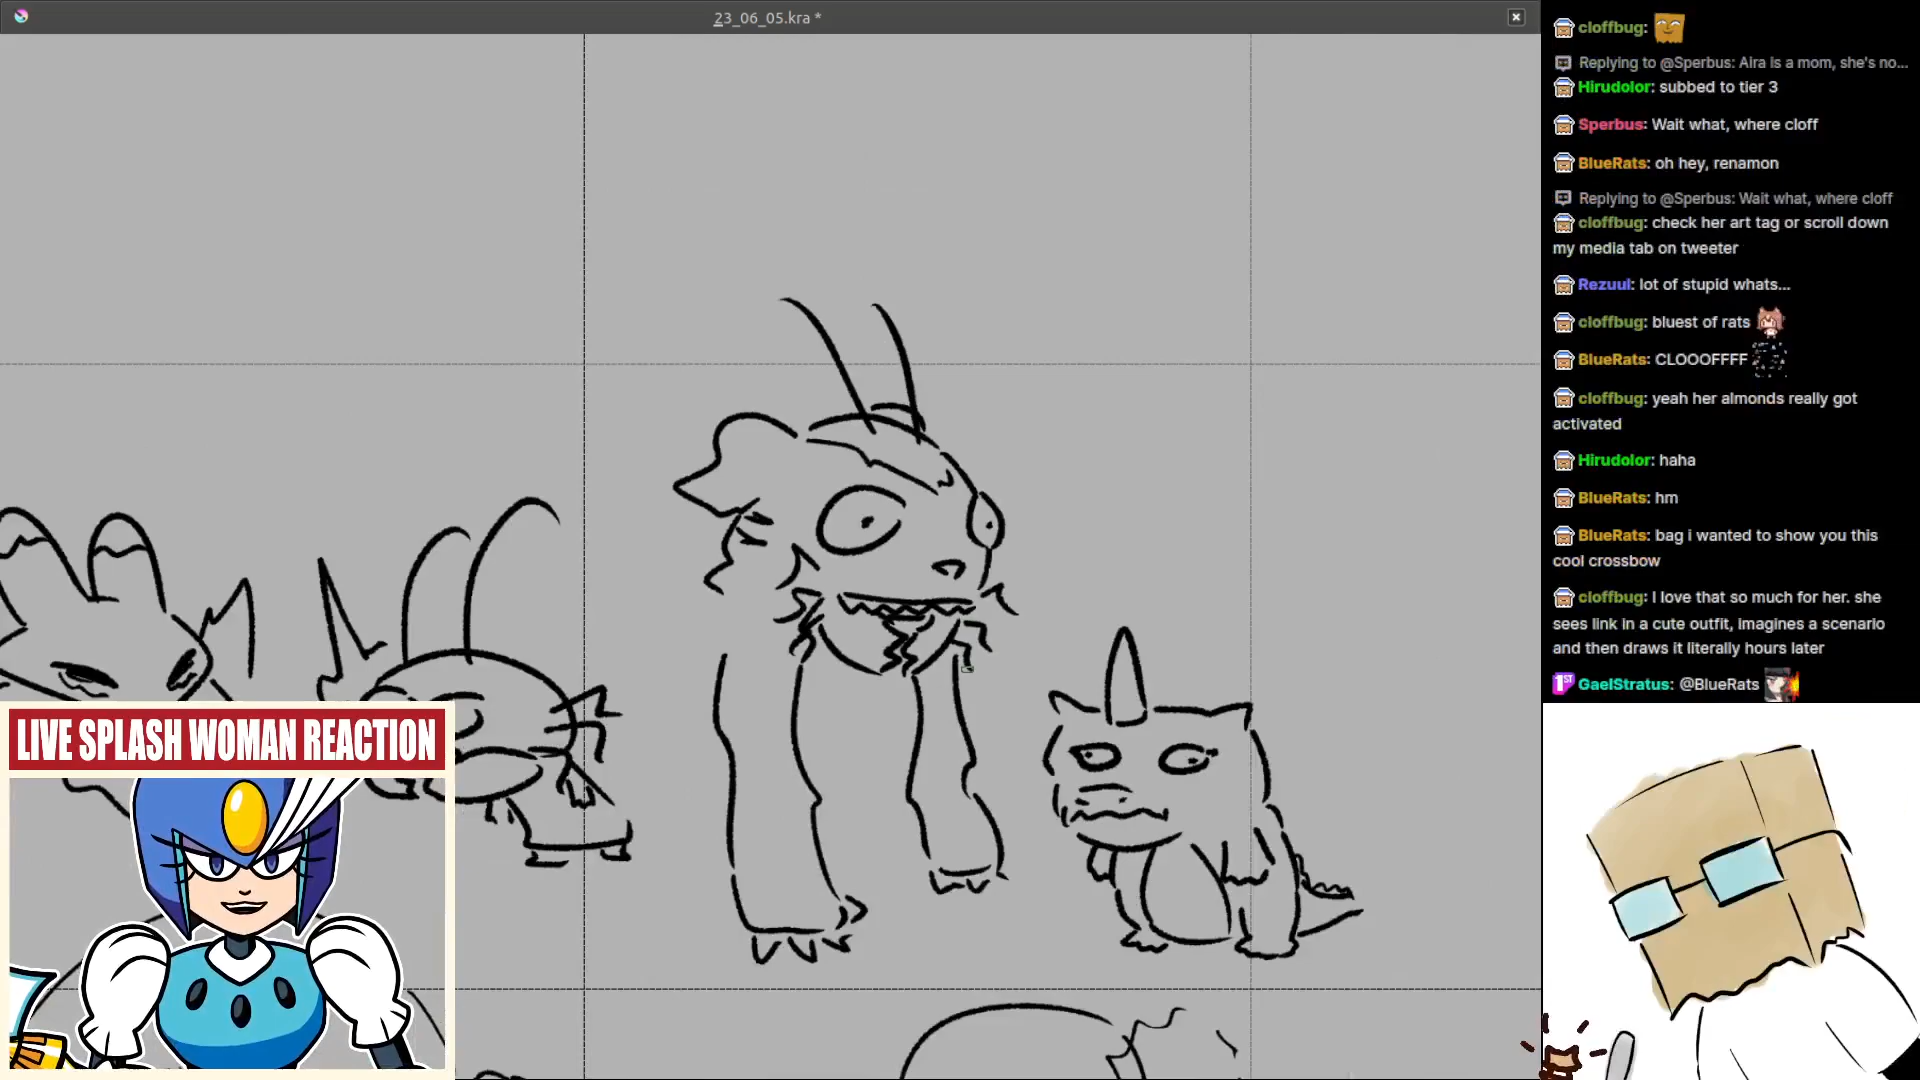 23_06_05.kra *
cloffbug:
Replying to @Sperbus: Aira is a mom, she's no...
Hirudolor: subbed to tier 3
Sperbus: Wait what, where cloff
BlueRats: oh hey, renamon
Replying to @Sperbus: Wait what, where cloff
cloffbug: check her art tag or scroll down
my media tab on tweeter
Rezuul: lot of stupid whats...
cloffbug: bluest of rats
BlueRats: CLOOOFFFF
cloffbug: yeah her almonds really got
activated
Hirudolor: haha
BlueRats: hm
BlueRats: bag i wanted to show you this
cool crossbow
cloffbug: I love that so much for her. she
sees link in a cute outfit, imagines a scenario
and then draws it literally hours later
1ST GaelStratus: @BlueRats
LIVE SPLASH WOMAN REACTION